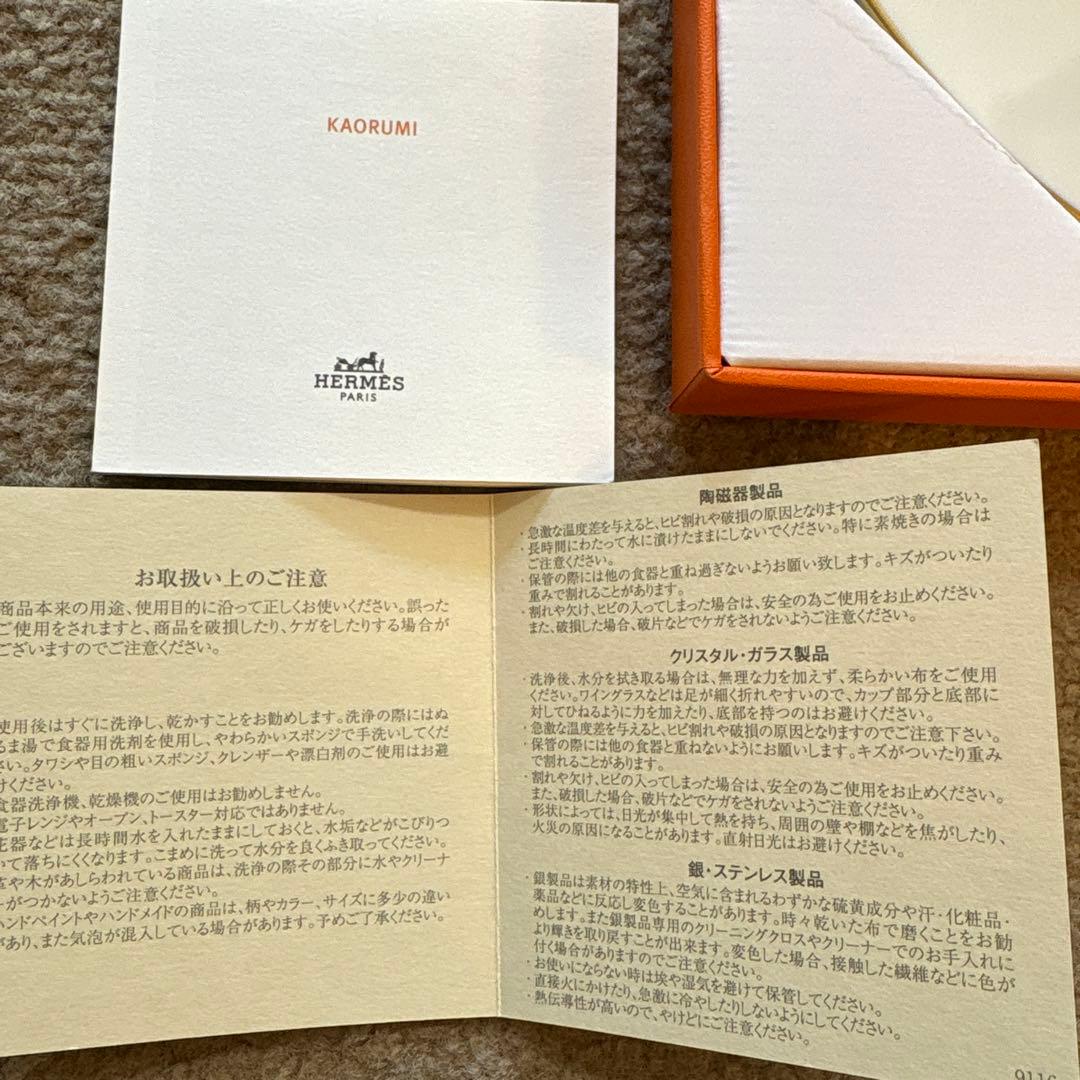 KAORUMI
HERMÈS
PARIS
お取扱い上のご注意
商品本来の用途、使用目的に沿って正しくお使いください。誤った
ご使用をされますと、商品を破損したり、ケガをしたりする場合が
ございますのでご注意ください。
使用後はすぐに洗浄し、乾かすことをお勧めします。洗浄の際にはぬ
るま湯で食器用洗剤を使用し、やわらかいスポンジで手洗いしてくだ
さい。タワシや目の粗いスポンジ、クレンザーや漂白剤のご使用はお避
けください。
食器洗浄機、乾燥機のご使用はお勧めしません。
電子レンジやオーブン、トースター対応ではありません。
花器などは長時間水を入れたままにしておくと、水垢などがこびりつ
いて落ちにくくなります。こまめに洗って水分を良くふき取ってください。
革や木があしらわれている商品は、洗浄の際その部分に水やクリーナ
ーがつかないようご注意ください。
ハンドペイントやハンドメイドの商品は、柄やカラー、サイズに多少の違い
があり、また気泡が混入している場合があります。予めご了承ください。
陶磁器製品
・急激な温度差を与えると、ヒビ割れや破損の原因となりますのでご注意ください。
・長時間にわたって水に漬けたままにしないでください。特に素焼きの場合は
ご注意ください。
・保管の際には他の食器と重ね過ぎないようお願い致します。キズがついたり
重みで割れることがあります。
・割れや欠け、ヒビの入ってしまった場合は、安全の為ご使用をお止めください。
また、破損した場合、破片などでケガをされないようご注意ください。
クリスタル・ガラス製品
・洗浄後、水分を拭き取る場合は、無理な力を加えず、柔らかい布をご使用
ください。ワイングラスなどは足が細く折れやすいので、カップ部分と底部に
対してひねるように力を加えたり、底部を持つのはお避けください。
・急激な温度差を与えると、ヒビ割れや破損の原因となりますのでご注意下さい。
・保管の際には他の食器と重ねないようにお願いします。キズがついたり重み
で割れることがあります。
・割れや欠け、ヒビの入ってしまった場合は、安全の為ご使用をお止めください。
また、破損した場合、破片などでケガをされないようご注意ください。
・形状によっては、日光が集中して熱を持ち、周囲の壁や棚などを焦がしたり、
火災の原因になることがあります。直射日光はお避けください。
銀・ステンレス製品
・銀製品は素材の特性上、空気に含まれるわずかな硫黄成分や汗・化粧品・
薬品などに反応し変色することがあります。時々乾いた布で磨くことをお勧
めします。また銀製品専用のクリーニングクロスやクリーナーでのお手入れに
より輝きを取り戻すことが出来ます。変色した場合、接触した繊維などに色が
付く場合がありますのでご注意ください。
・お使いにならない時は埃や湿気を避けて保管してください。
・直接火にかけたり、急激に冷やしたりしないようにしてください。
・熱伝導性が高いので、やけどにご注意ください。